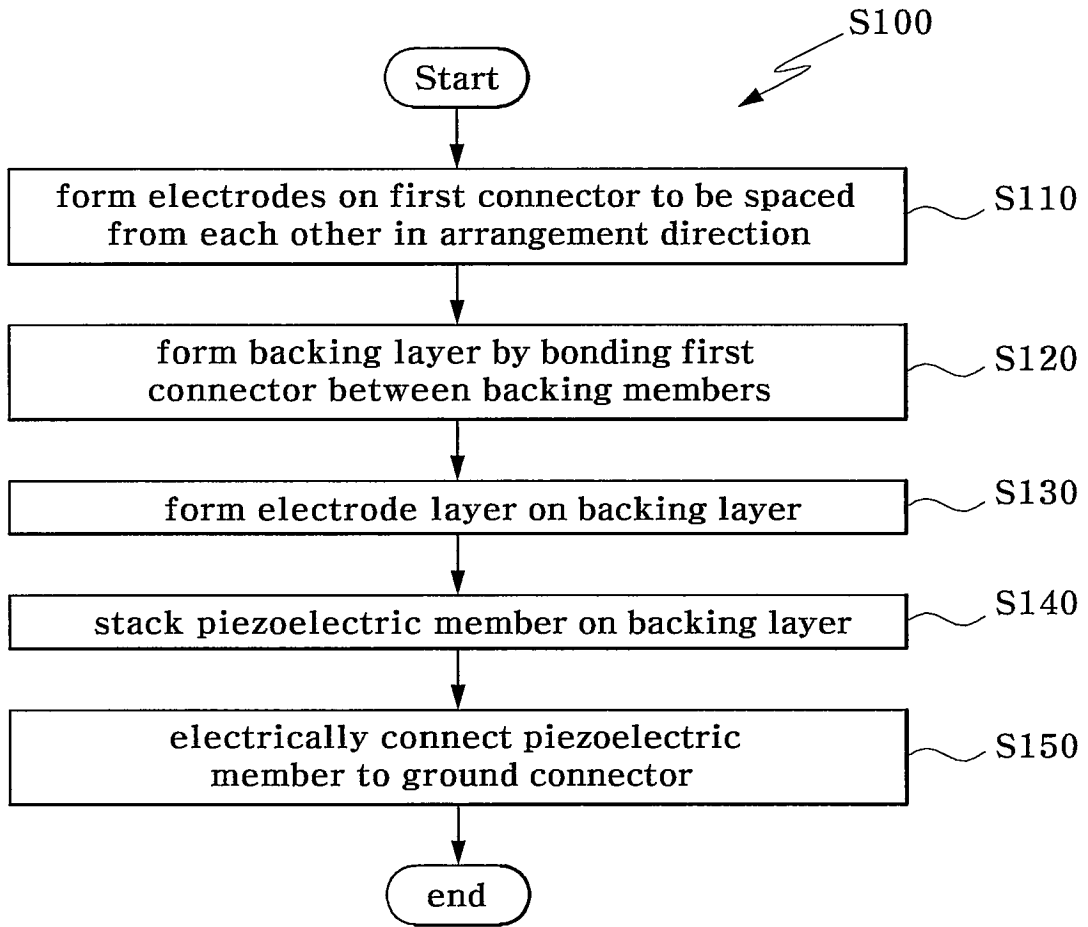 S100
Start
form electrodes on first connector to be spaced
from each other in arrangement direction
S110
form backing layer by bonding first
connector between backing members
S120
form electrode layer on backing layer
S130
stack piezoelectric member on backing layer
S140
electrically connect piezoelectric
member to ground connector
S150
end